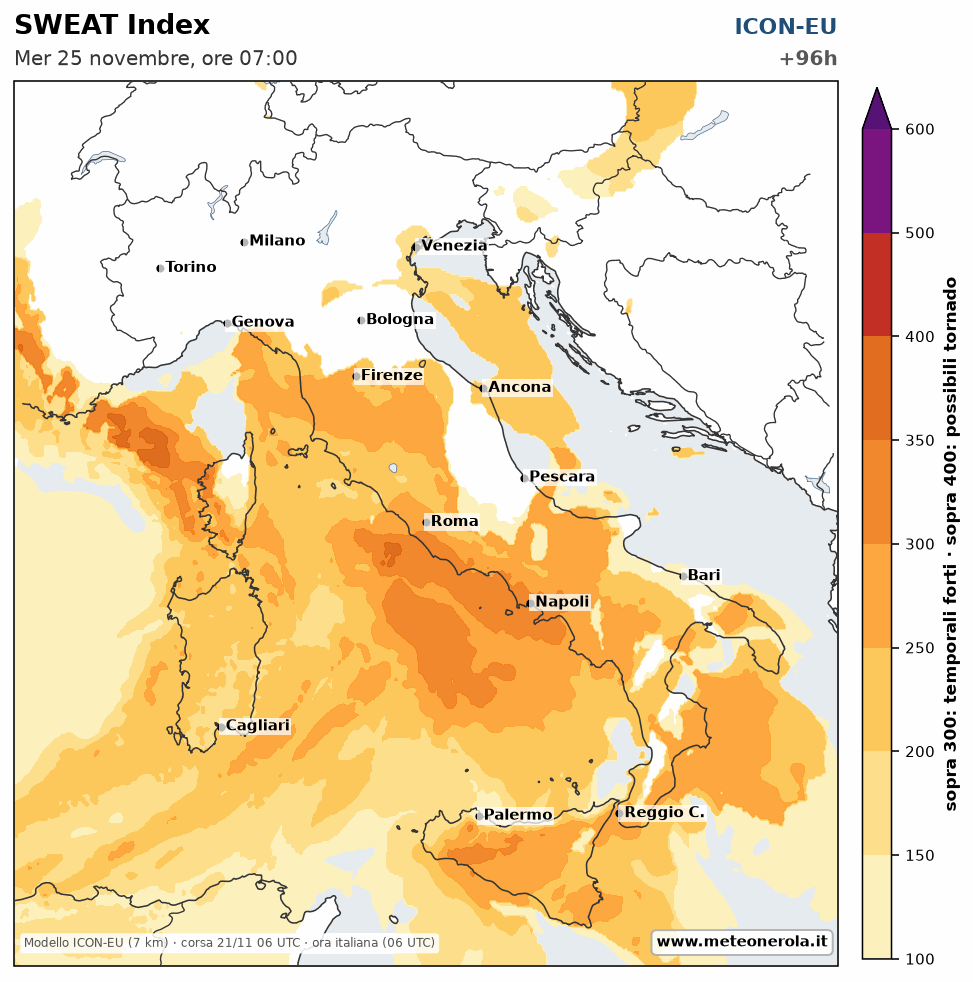 SWEAT Index
ICON-EU
Mer 25 novembre, ore 07:00
+96h
Milano
Venezia
Torino
Genova
Bologna
Firenze
Ancona
Pescara
Roma
Bari
Napoli
Cagliari
Palermo
Reggio C.
Modello ICON-EU (7 km) · corsa 21/11 06 UTC · ora italiana (06 UTC)
www.meteonerola.it
600
500
400
350
300
250
200
150
100
sopra 300: temporali forti · sopra 400: possibili tornado